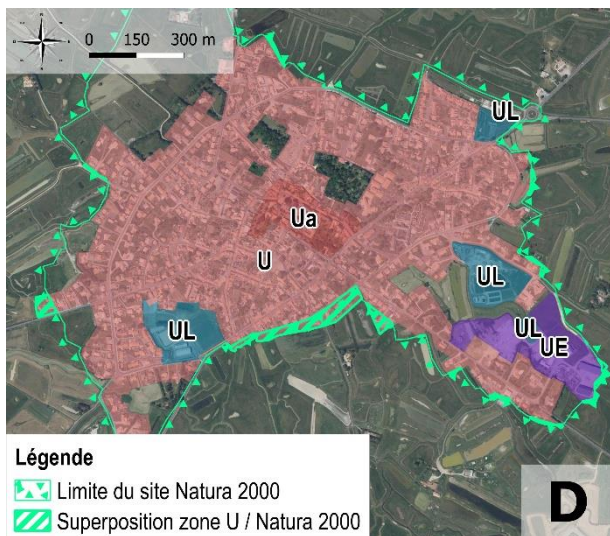 0 150 300 m
UL
Ua
U
UL
UL
UL
UE
Légende
Limite du site Natura 2000
Superposition zone U / Natura 2000
D